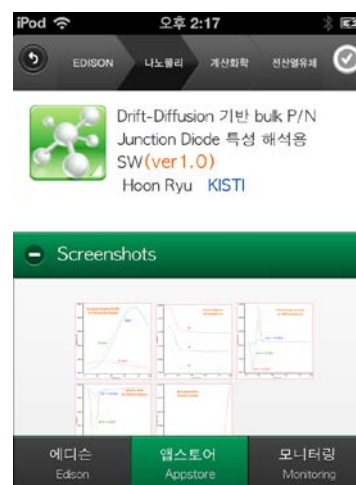 iPod 오후 2:17
EDISON 나노물리 계산화학 전산열유체
Drift-Diffusion 기반 bulk P/N
Junction Diode 특성 해석용
SW(ver1.0)
Hoon Ryu KISTI
Screenshots
에디슨 앱스토어 모니터링
Edison Appstore Monitoring